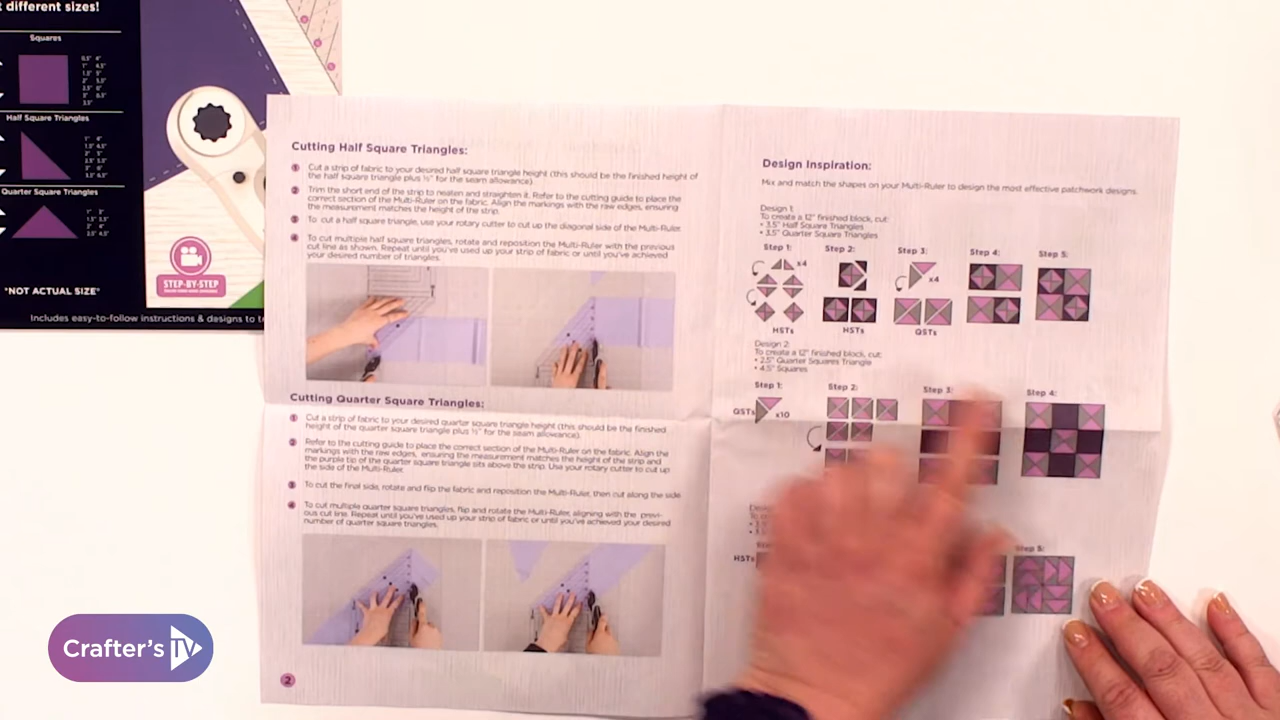 different sizes!
Squares
Half Square Triangles
Quarter Square Triangles
*NOT ACTUAL SIZE*
STEP-BY-STEP
Includes easy-to-follow instructions & designs to
Cutting Half Square Triangles:
1 Cut a strip of fabric to your desired half square triangle height (this should be the finished height of
the half square triangle plus ½" for the seam allowance).
2 Trim the short end of the strip to neaten and straighten it. Refer to the cutting guide to place the
correct section of the Multi-Ruler on the fabric. Align the markings with the raw edges, ensuring
the measurement matches the height of the strip.
3 To cut a half square triangle, use your rotary cutter to cut up the diagonal side of the Multi-Ruler.
4 To cut multiple half square triangles, rotate and reposition the Multi-Ruler with the previous
cut line as shown. Repeat until you've used up your strip of fabric or until you've achieved
your desired number of triangles.
Cutting Quarter Square Triangles:
1 Cut a strip of fabric to your desired quarter square triangle height (this should be the finished
height of the quarter square triangle plus ½" for the seam allowance).
2 Refer to the cutting guide to place the correct section of the Multi-Ruler on the fabric. Align the
markings with the raw edges, ensuring the measurement matches the height of the strip and
the purple tip of the quarter square triangle sits above the strip. Use your rotary cutter to cut up
the side of the Multi-Ruler.
3 To cut the final side, rotate and flip the fabric and reposition the Multi-Ruler, then cut along the side.
4 To cut multiple quarter square triangles, flip and rotate the Multi-Ruler, aligning with the previ-
ous cut line. Repeat until you've used up your strip of fabric or until you've achieved your desired
number of quarter square triangles.
2
Design Inspiration:
Mix and match the shapes on your Multi-Ruler to design the most effective patchwork designs.
Design 1:
To create a 12" finished block, cut:
• 3.5" Half Square Triangles
• 3.5" Quarter Square Triangles
Step 1: Step 2: Step 3: Step 4: Step 5:
x4 x4
HSTs HSTs QSTs
Design 2:
To create a 12" finished block, cut:
• 2.5" Quarter Squares Triangle
• 4.5" Squares
Step 1: Step 2: Step 3: Step 4:
QSTs x10
HSTs
Step 5:
Crafter's TV